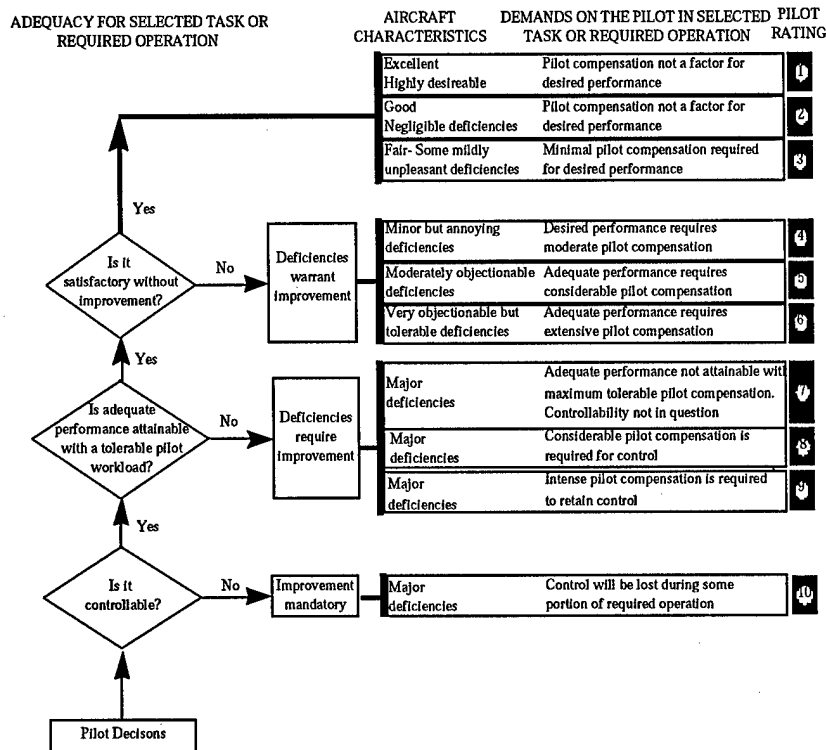 ADEQUACY FOR SELECTED TASK OR
REQUIRED OPERATION
AIRCRAFT
CHARACTERISTICS
DEMANDS ON THE PILOT IN SELECTED
TASK OR REQUIRED OPERATION
PILOT
RATING
Excellent
Highly desireable
Pilot compensation not a factor for
desired performance
1
Good
Negligible deficiencies
Pilot compensation not a factor for
desired performance
2
Fair- Some mildly
unpleasant deficiencies
Minimal pilot compensation required
for desired performance
3
Yes
Is it
satisfactory without
improvement?
No
Deficiencies
warrant
improvement
Minor but annoying
deficiencies
Desired performance requires
moderate pilot compensation
4
Moderately objectionable
deficiencies
Adequate performance requires
considerable pilot compensation
5
Very objectionable but
tolerable deficiencies
Adequate performance requires
extensive pilot compensation
6
Yes
Is adequate
performance attainable
with a tolerable pilot
workload?
No
Deficiencies
require
improvement
Major
deficiencies
Adequate performance not attainable with
maximum tolerable pilot compensation.
Controllability not in question
7
Major
deficiencies
Considerable pilot compensation is
required for control
8
Major
deficiencies
Intense pilot compensation is required
to retain control
9
Yes
Is it
controllable?
No
Improvement
mandatory
Major
deficiencies
Control will be lost during some
portion of required operation
10
Pilot Decisons